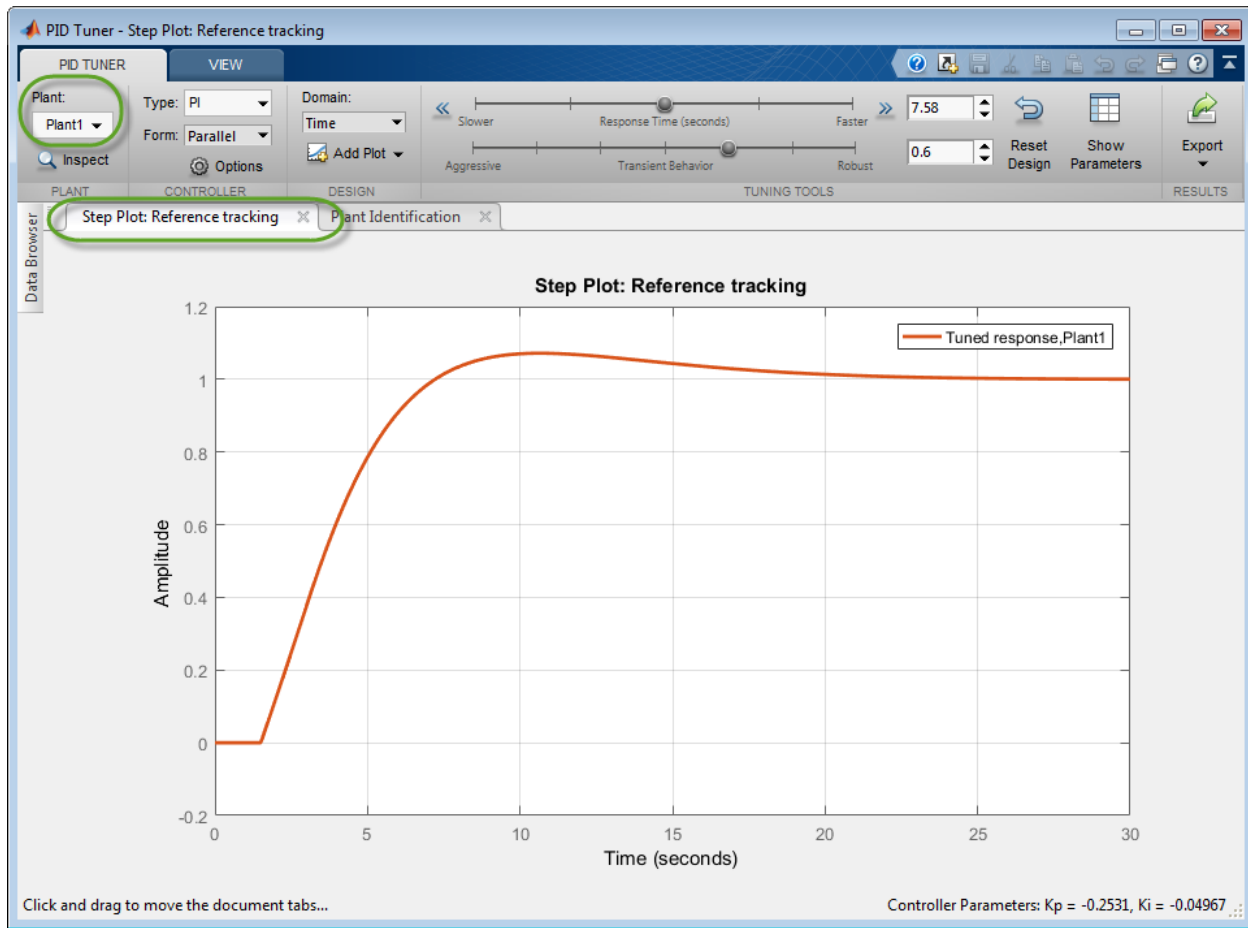 PID Tuner - Step Plot: Reference tracking
PID TUNER
VIEW
Plant:
Plant1
Inspect
PLANT
Type: PI
Form: Parallel
Options
CONTROLLER
Domain:
Time
Add Plot
DESIGN
Slower Response Time (seconds) Faster
7.58
Aggressive Transient Behavior Robust
0.6
Reset
Design
Show
Parameters
TUNING TOOLS
Export
RESULTS
Data Browser
Step Plot: Reference tracking
Plant Identification
Step Plot: Reference tracking
Tuned response,Plant1
Amplitude
1.2
1
0.8
0.6
0.4
0.2
0
-0.2
0 5 10 15 20 25 30
Time (seconds)
Click and drag to move the document tabs...
Controller Parameters: Kp = -0.2531, Ki = -0.04967